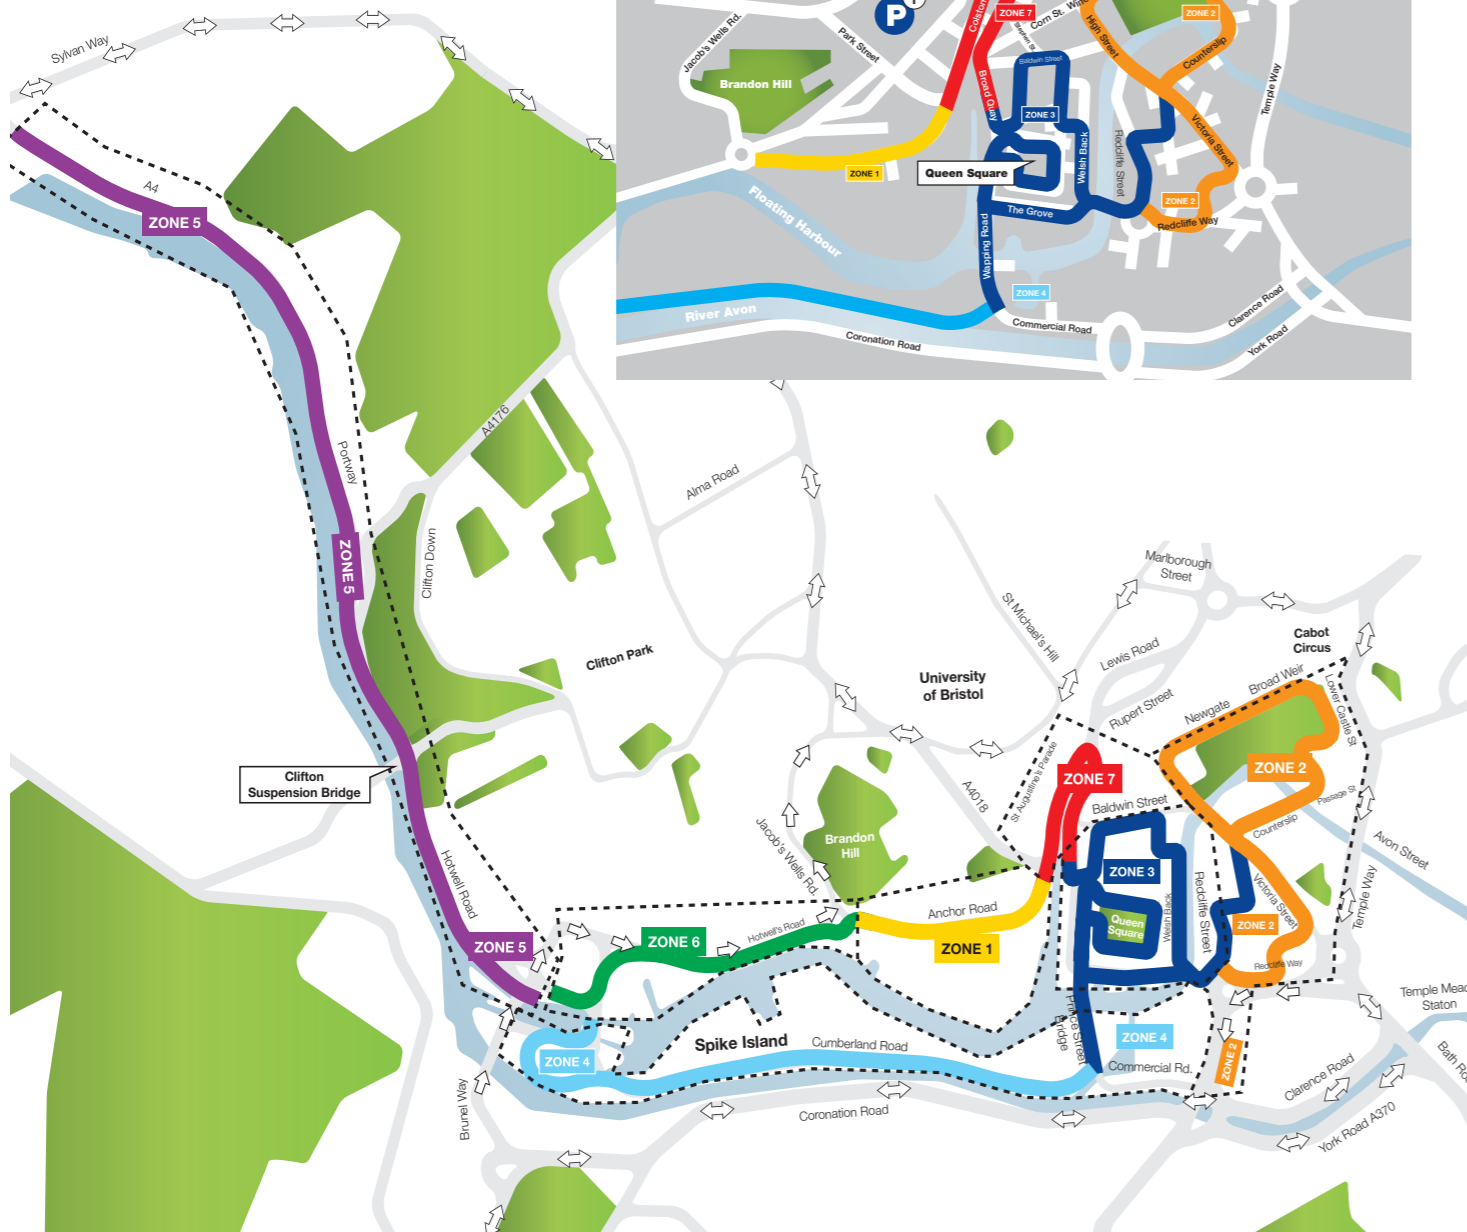 Sylvan Way
A4
ZONE 5
Portway
ZONE 5
A4176
Clifton Down
Clifton
Suspension Bridge
Hotwell Road
ZONE 5
Brunel Way
Alma Road
Clifton Park
University
of Bristol
St Michael's Hill
Marlborough
Street
Lewis Road
Rupert Street
St Augustine's Parade
A4018
Jacob's Wells Rd.
Brandon
Hill
ZONE 6
Hotwell's Road
Anchor Road
ZONE 1
ZONE 7
Baldwin Street
ZONE 3
Queen
Square
Welsh Back
Redcliffe Street
Newgate
Broad Weir
Cabot
Circus
Lower Castle St
ZONE 2
Passage St
Counterslip
Victoria Street
ZONE 2
Redcliffe Way
Temple Way
Avon Street
Temple Mead
Staton
Bath Ro
Prince Street
Bridge
ZONE 4
Commercial Rd.
ZONE 2
Spike Island
Cumberland Road
ZONE 4
Coronation Road
Clarence Road
York Road A370
P
Jacob's Wells Rd.
Park Street
Colston
ZONE 7
Corn St.
Brandon Hill
Broad Quay
Baldwin Street
ZONE 3
High Street
ZONE 2
Counterslip
Temple Way
Victoria Street
ZONE 1
Queen Square
Welsh Back
Redcliffe Street
ZONE 2
Redcliffe Way
The Grove
Floating Harbour
Wapping Road
ZONE 4
River Avon
Commercial Road
Coronation Road
Clarence Road
York Road